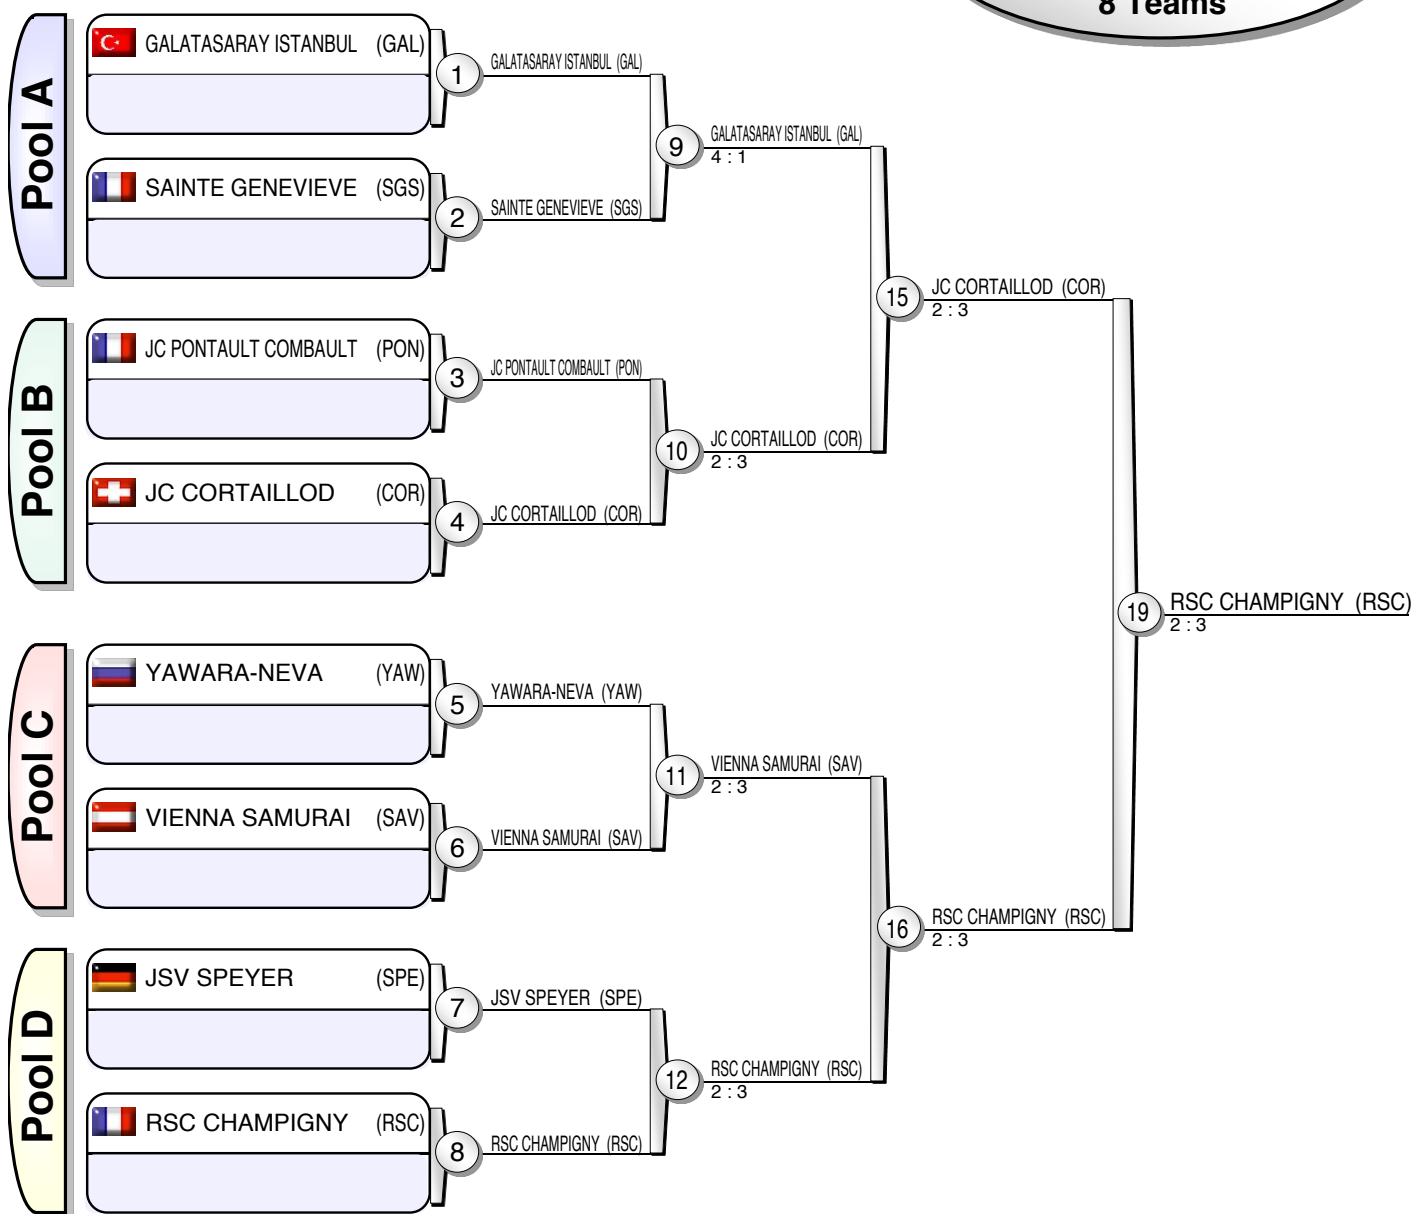 8 Teams
Pool A
GALATASARAY ISTANBUL (GAL)
1
GALATASARAY ISTANBUL (GAL)
SAINTE GENEVIEVE (SGS)
2
SAINTE GENEVIEVE (SGS)
9
GALATASARAY ISTANBUL (GAL)
4 : 1
Pool B
JC PONTAULT COMBAULT (PON)
3
JC PONTAULT COMBAULT (PON)
JC CORTAILLOD (COR)
4
JC CORTAILLOD (COR)
10
JC CORTAILLOD (COR)
2 : 3
15
JC CORTAILLOD (COR)
2 : 3
Pool C
YAWARA-NEVA (YAW)
5
YAWARA-NEVA (YAW)
VIENNA SAMURAI (SAV)
6
VIENNA SAMURAI (SAV)
11
VIENNA SAMURAI (SAV)
2 : 3
Pool D
JSV SPEYER (SPE)
7
JSV SPEYER (SPE)
RSC CHAMPIGNY (RSC)
8
RSC CHAMPIGNY (RSC)
12
RSC CHAMPIGNY (RSC)
2 : 3
16
RSC CHAMPIGNY (RSC)
2 : 3
19
RSC CHAMPIGNY (RSC)
2 : 3